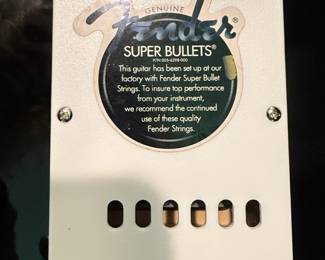 GENUINE
Fender
SUPER BULLETS®
P/N 005-6298-000
This guitar has been set up at our
factory with Fender Super Bullet
Strings. To insure top performance
from your instrument,
we recommend the continued
use of these quality
Fender Strings.